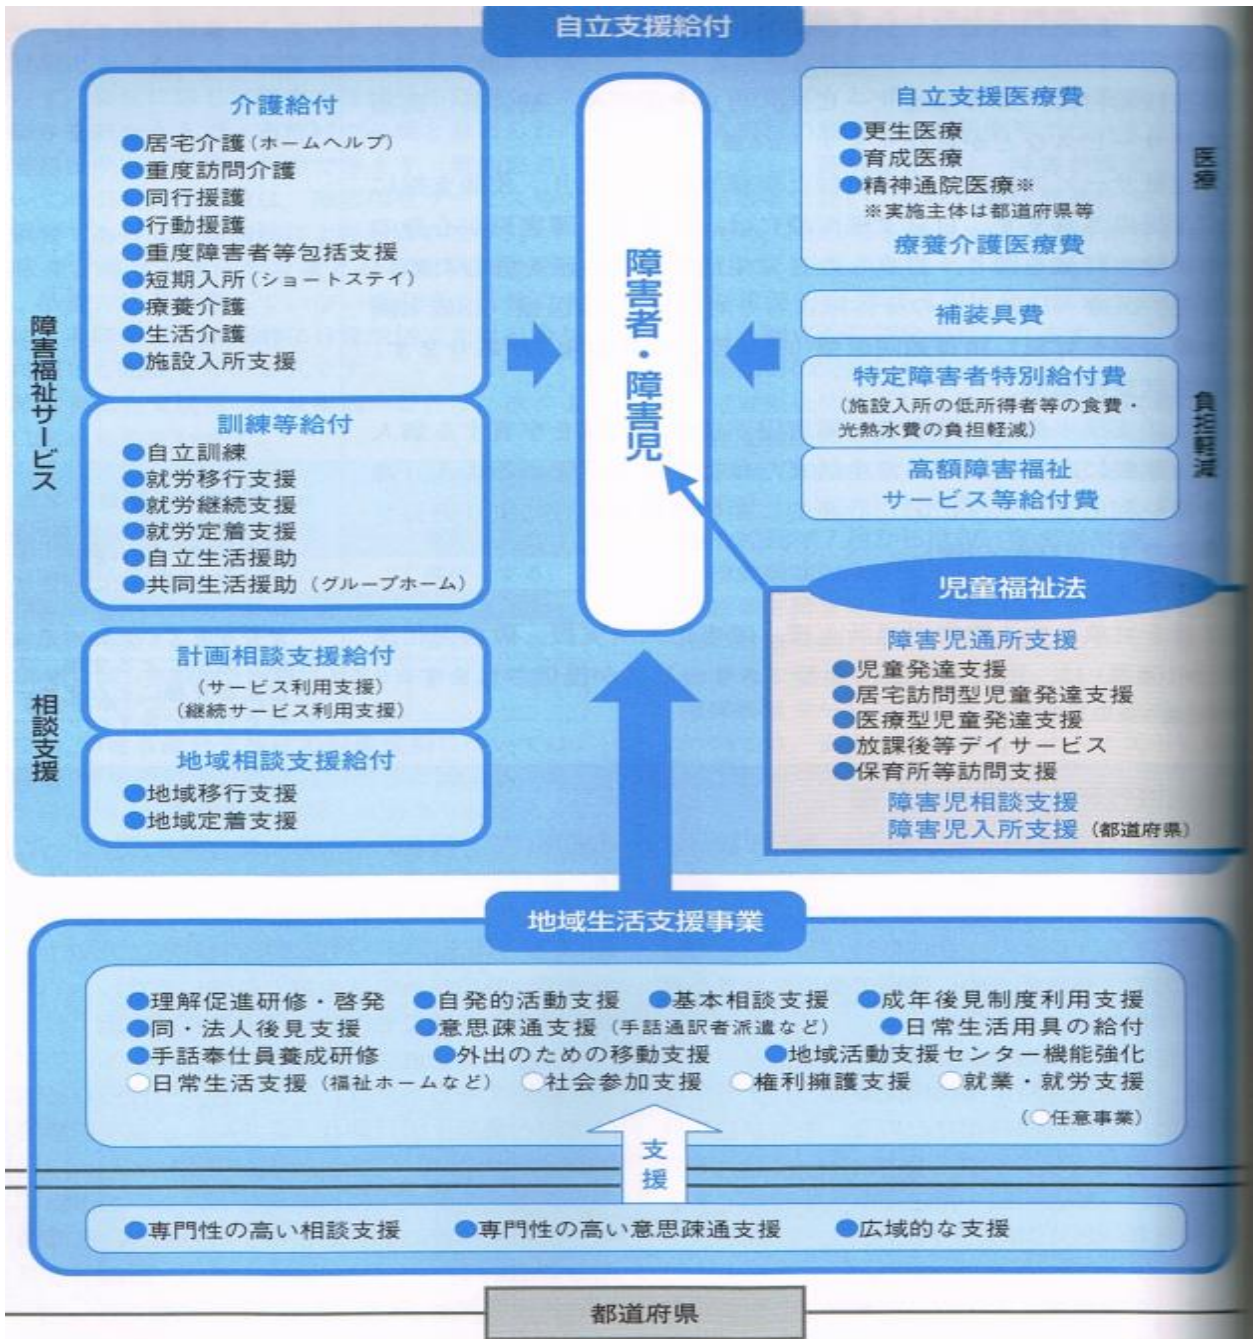 自立支援給付
障害福祉サービス
介護給付
●居宅介護(ホームヘルプ)
●重度訪問介護
●同行援護
●行動援護
●重度障害者等包括支援
●短期入所(ショートステイ)
●療養介護
●生活介護
●施設入所支援
訓練等給付
●自立訓練
●就労移行支援
●就労継続支援
●就労定着支援
●自立生活援助
●共同生活援助(グループホーム)
相談支援
計画相談支援給付
(サービス利用支援)
(継続サービス利用支援)
地域相談支援給付
●地域移行支援
●地域定着支援
障害者・障害児
医療
自立支援医療費
●更生医療
●育成医療
●精神通院医療※
※実施主体は都道府県等
療養介護医療費
補装具費
負担軽減
特定障害者特別給付費
(施設入所の低所得者等の食費・
光熱水費の負担軽減)
高額障害福祉
サービス等給付費
児童福祉法
障害児通所支援
●児童発達支援
●居宅訪問型児童発達支援
●医療型児童発達支援
●放課後等デイサービス
●保育所等訪問支援
障害児相談支援
障害児入所支援(都道府県)
地域生活支援事業
●理解促進研修・啓発 ●自発的活動支援 ●基本相談支援 ●成年後見制度利用支援
●同・法人後見支援 ●意思疎通支援(手話通訳者派遣など) ●日常生活用具の給付
●手話奉仕員養成研修 ●外出のための移動支援 ●地域活動支援センター機能強化
○日常生活支援(福祉ホームなど) ○社会参加支援 ○権利擁護支援 ○就業・就労支援
(○任意事業)
支援
●専門性の高い相談支援 ●専門性の高い意思疎通支援 ●広域的な支援
都道府県